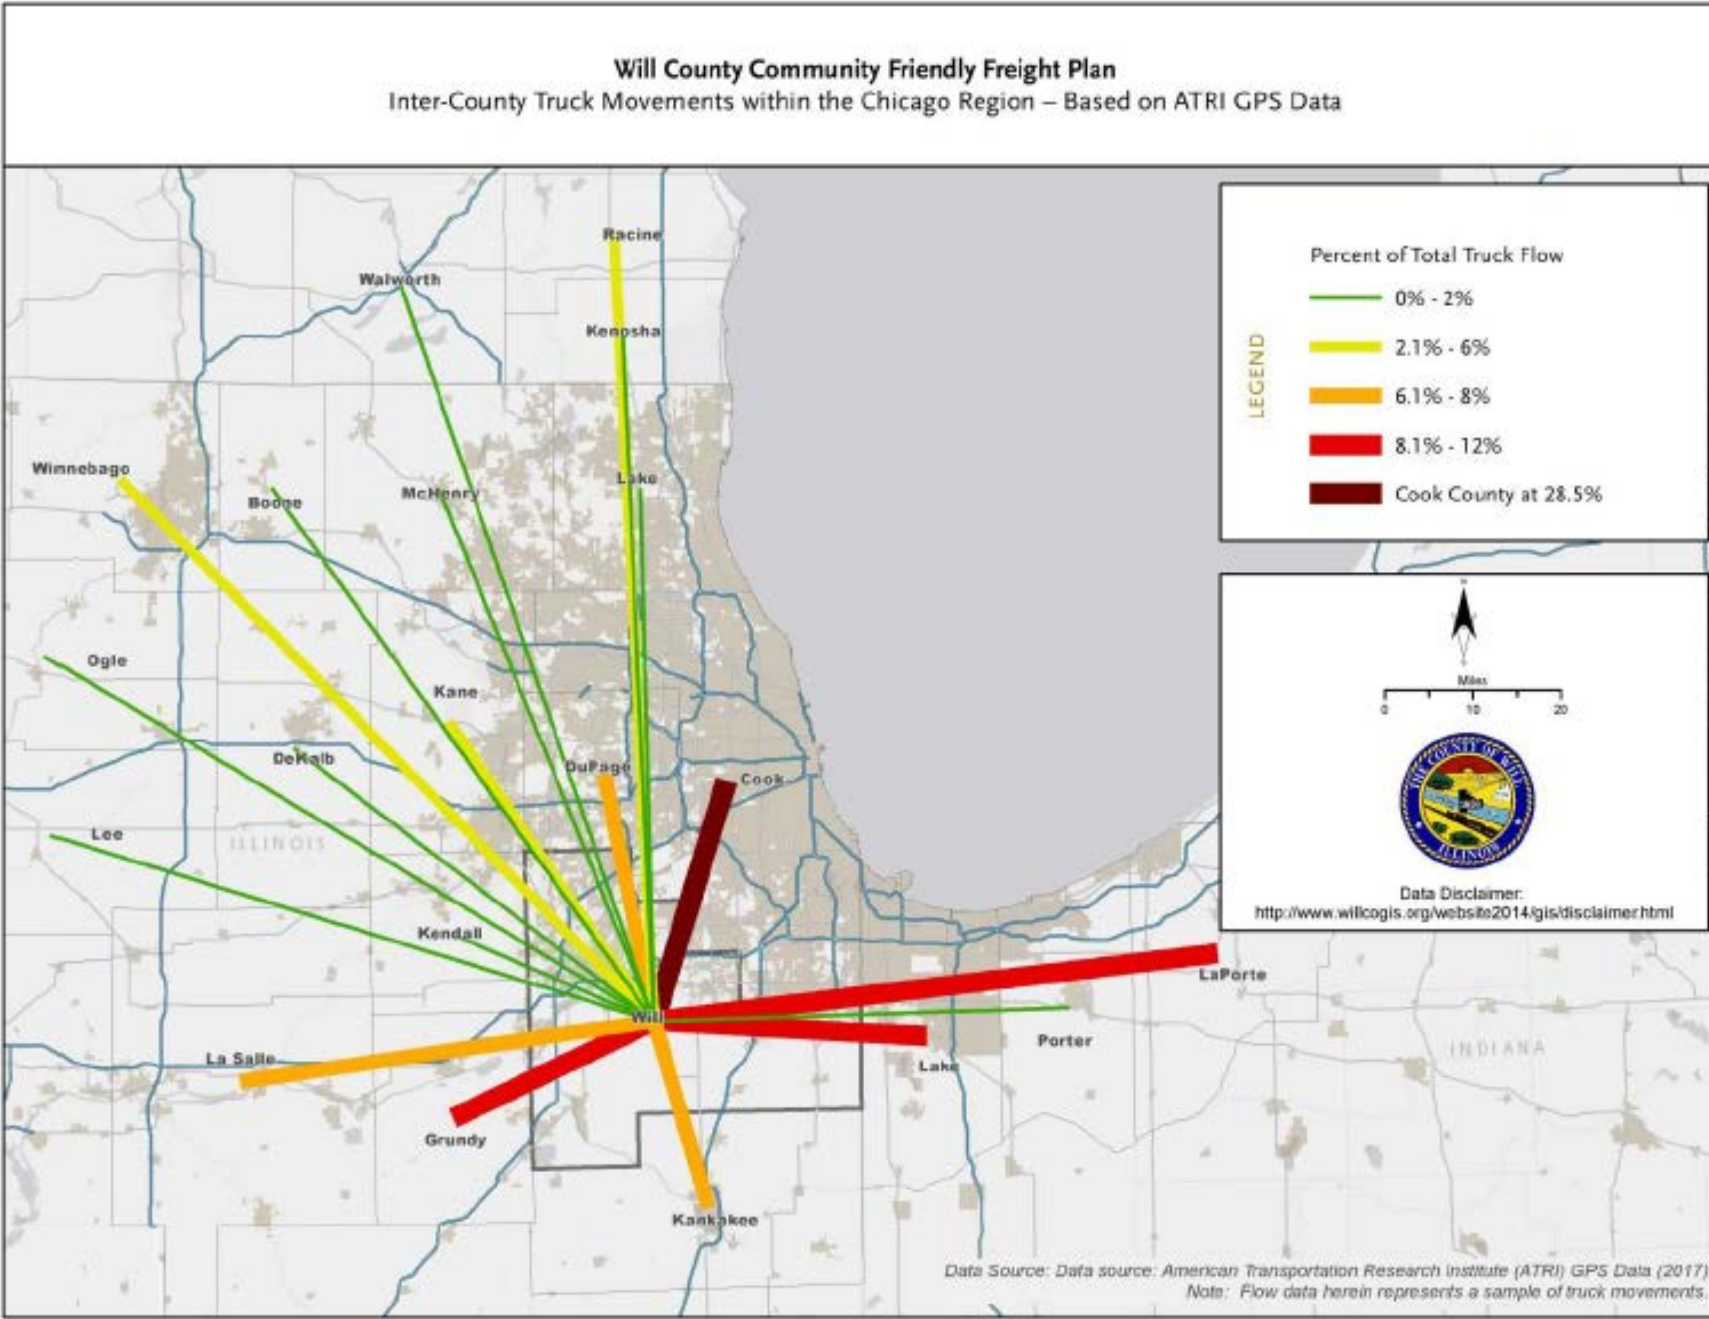 Will County Community Friendly Freight Plan
Inter-County Truck Movements within the Chicago Region – Based on ATRI GPS Data
Racine
Walworth
Kenosha
Winnebago
Boone
McHenry
Lake
Ogle
Kane
DeKalb
DuPage
Cook
Lee
ILLINOIS
Kendall
Will
LaPorte
Porter
La Salle
Lake
INDIANA
Grundy
Kankakee
LEGEND
Percent of Total Truck Flow
0% - 2%
2.1% - 6%
6.1% - 8%
8.1% - 12%
Cook County at 28.5%
N
Miles
0 10 20
THE COUNTY OF WILL
ILLINOIS
Data Disclaimer:
http://www.willcogis.org/website2014/gis/disclaimer.html
Data Source: Data source: American Transportation Research Institute (ATRI) GPS Data (2017)
Note: Flow data herein represents a sample of truck movements.